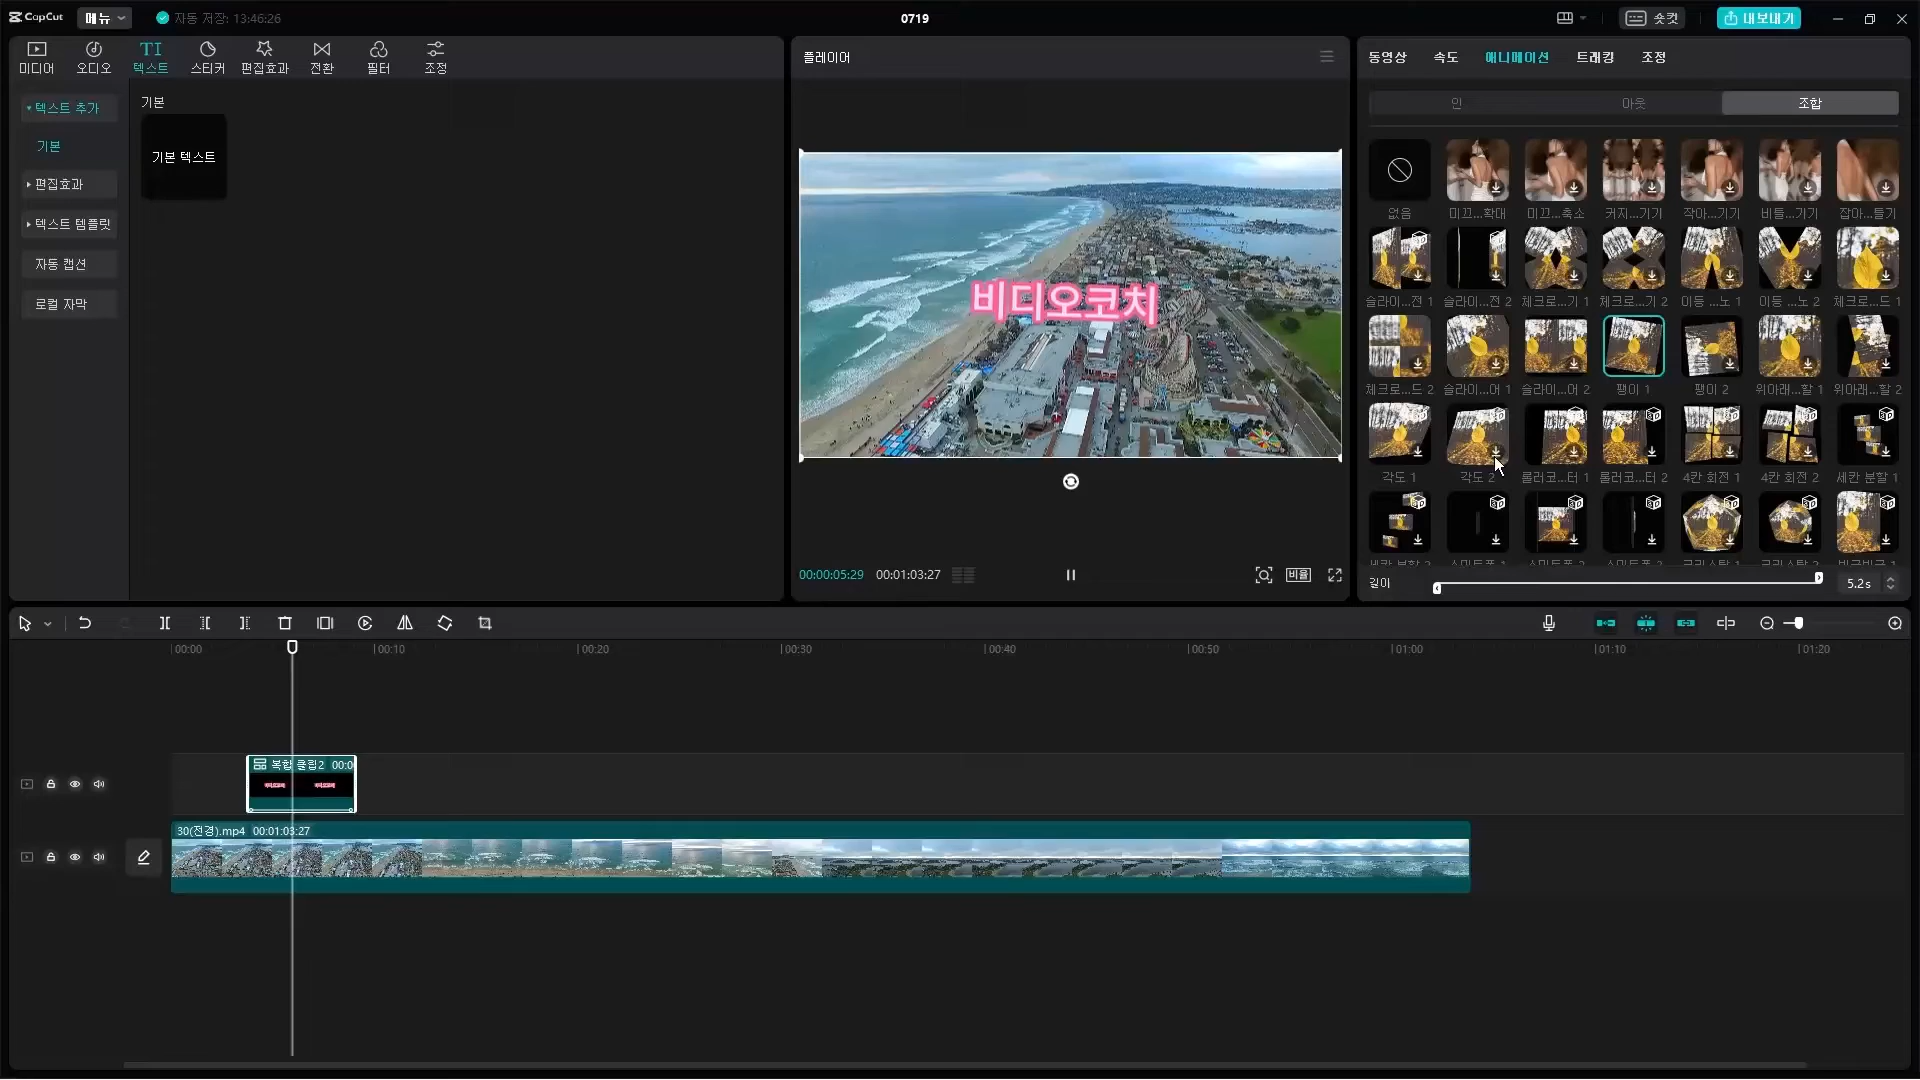 CapCut 메뉴 자동 저장: 13:46:26
0719
숏컷 내보내기
미디어 오디오 텍스트 스티커 편집효과 전환 필터 조정
텍스트 추가
기본
편집효과
텍스트 템플릿
자동 캡션
로컬 자막
기본
기본 텍스트
플레이어
비디오코치
00:00:05:29 00:01:03:27
비율
동영상 속도 애니메이션 트래킹 조정
인 아웃 조합
없음 미끄...확대 미끄...축소 커지...기기 작아...기기 비틀...기기 잡아...틀기
슬라이...전 1 슬라이...전 2 체크로...기 1 체크로...기 2 미등 ...노 1 미등 ...노 2 체크로...드 1
체크로...드 2 슬라이...어 1 슬라이...어 2 팽이 1 팽이 2 위아래...할 1 위아래...할 2
각도 1 각도 2 롤러코...터 1 롤러코...터 2 4칸 회전 1 4칸 회전 2 세칸 분할 1
길이 5.2s
00:00 00:10 00:20 00:30 00:40 00:50 01:00 01:10 01:20
복합 클립2 00:0
30(전경).mp4 00:01:03:27